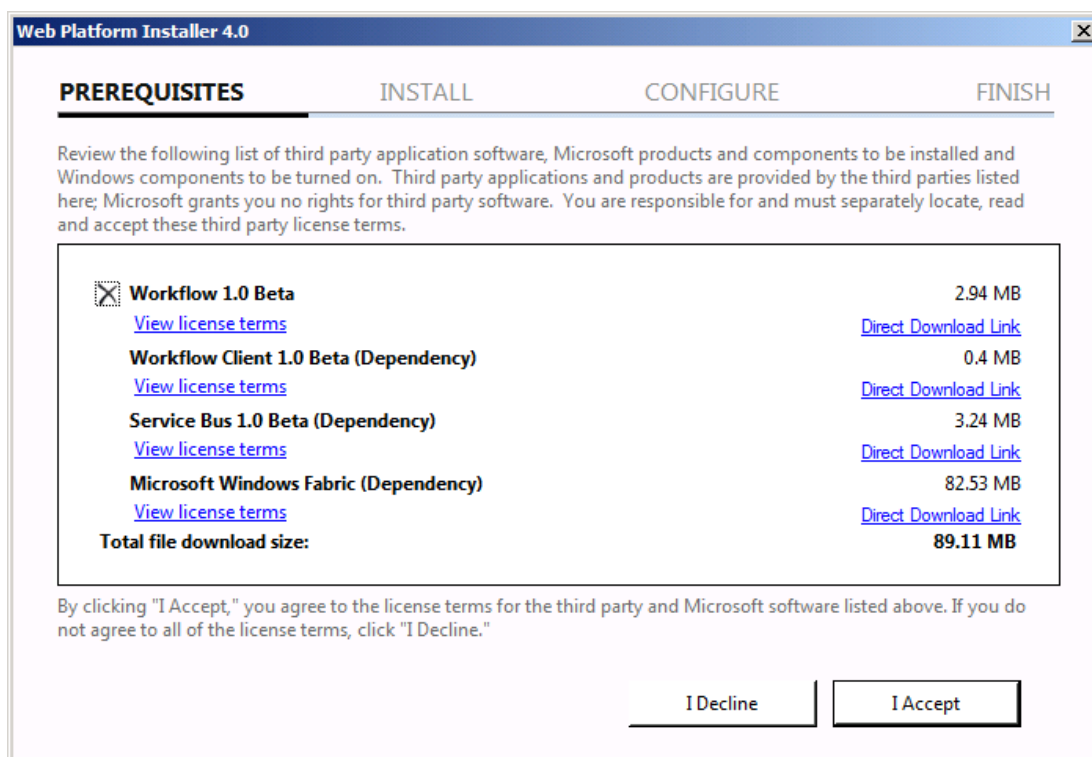 Web Platform Installer 4.0
PREREQUISITES INSTALL CONFIGURE FINISH
Review the following list of third party application software, Microsoft products and components to be installed and
Windows components to be turned on.  Third party applications and products are provided by the third parties listed
here; Microsoft grants you no rights for third party software.  You are responsible for and must separately locate, read
and accept these third party license terms.
Workflow 1.0 Beta 2.94 MB
View license terms Direct Download Link
Workflow Client 1.0 Beta (Dependency) 0.4 MB
View license terms Direct Download Link
Service Bus 1.0 Beta (Dependency) 3.24 MB
View license terms Direct Download Link
Microsoft Windows Fabric (Dependency) 82.53 MB
View license terms Direct Download Link
Total file download size: 89.11 MB
By clicking "I Accept," you agree to the license terms for the third party and Microsoft software listed above. If you do
not agree to all of the license terms, click "I Decline."
I Decline I Accept